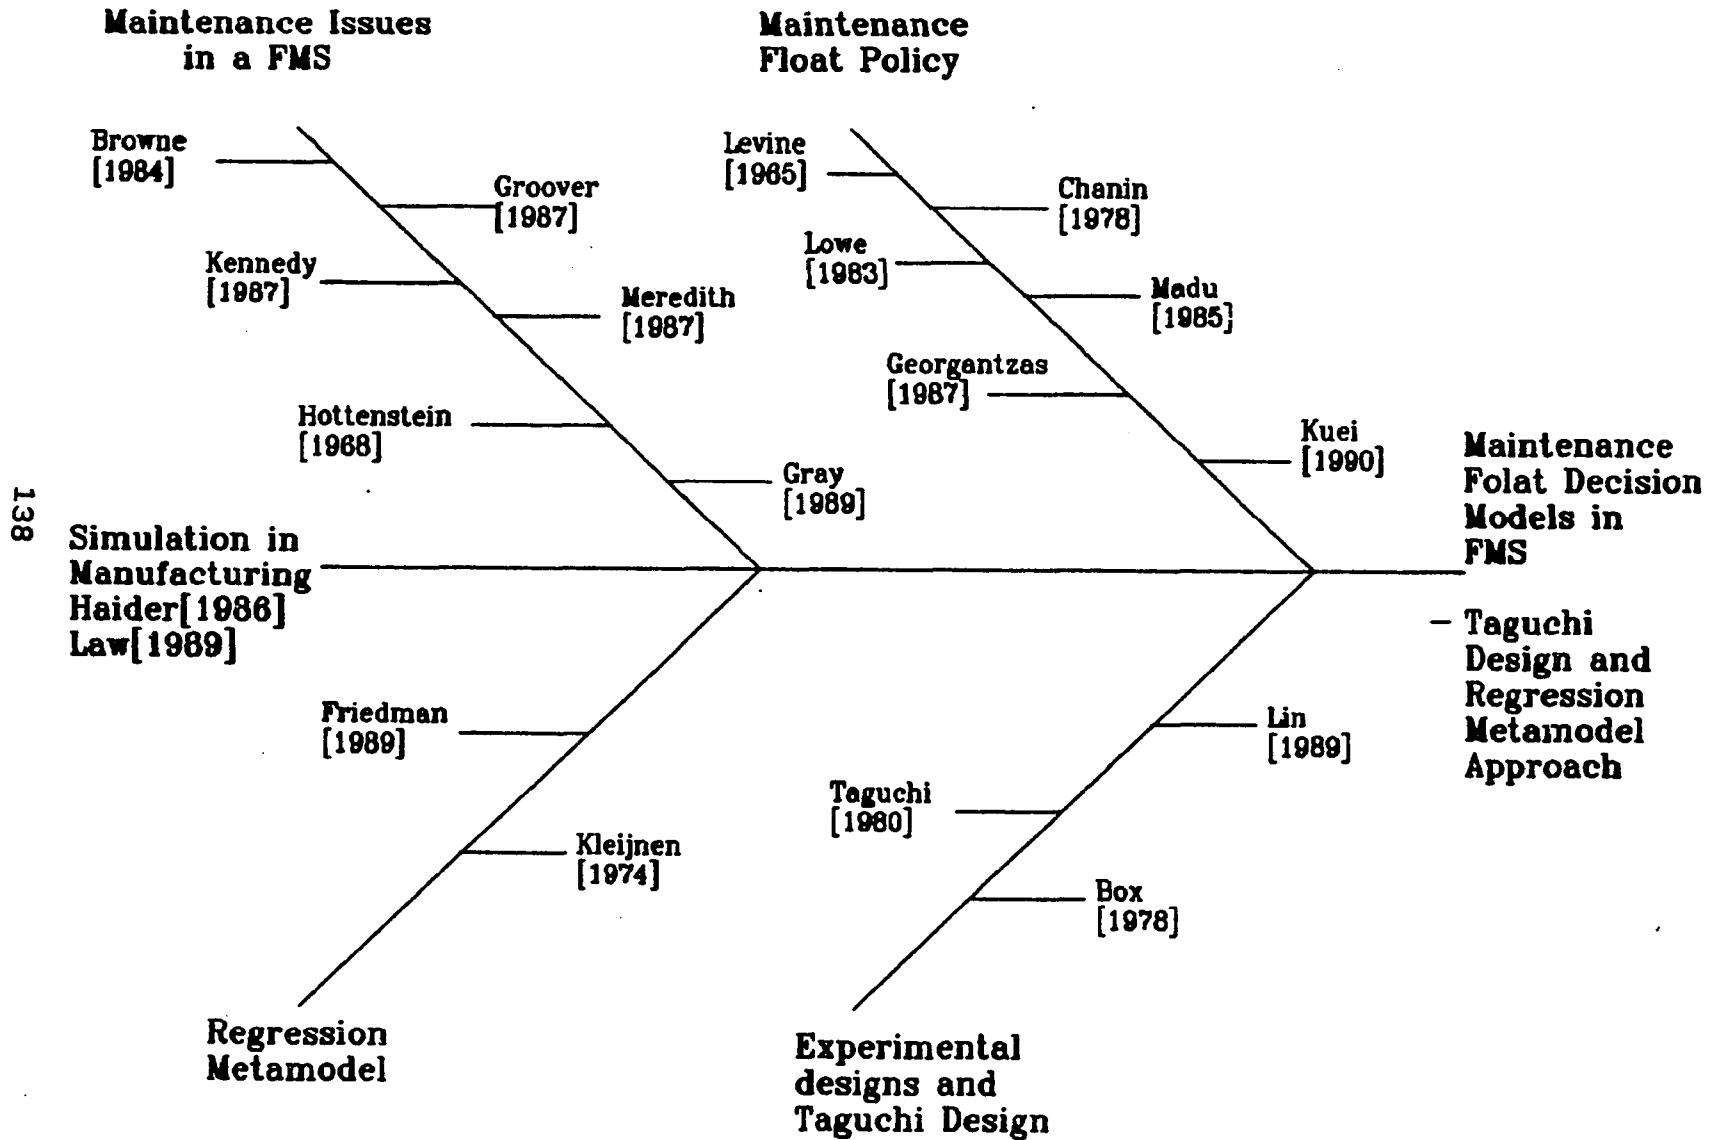 Maintenance Issues
in a FMS
Maintenance
Float Policy
Browne
[1984]
Groover
[1987]
Kennedy
[1987]
Meredith
[1987]
Hottenstein
[1968]
Gray
[1989]
Levine
[1965]
Chanin
[1978]
Lowe
[1983]
Madu
[1985]
Georgantzas
[1987]
Kuei
[1990]
138
Simulation in
Manufacturing
Haider[1986]
Law[1989]
Maintenance
Folat Decision
Models in
FMS
– Taguchi
Design and
Regression
Metamodel
Approach
Friedman
[1989]
Kleijnen
[1974]
Lin
[1989]
Taguchi
[1980]
Box
[1978]
Regression
Metamodel
Experimental
designs and
Taguchi Design